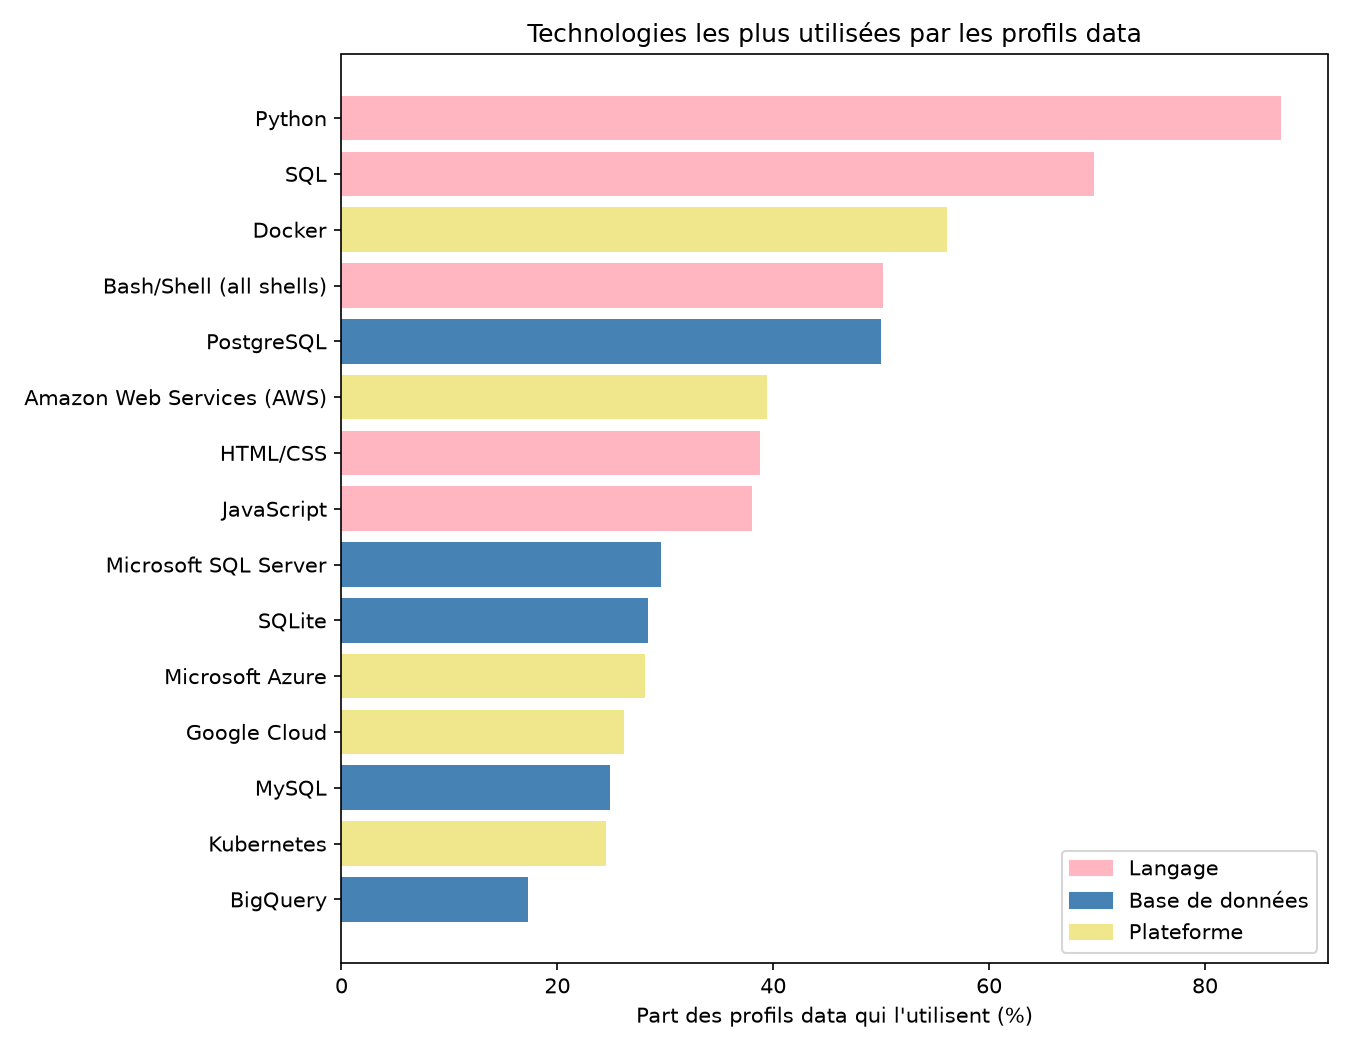 Technologies les plus utilisées par les profils data
Python
SQL
Docker
Bash/Shell (all shells)
PostgreSQL
Amazon Web Services (AWS)
HTML/CSS
JavaScript
Microsoft SQL Server
SQLite
Microsoft Azure
Google Cloud
MySQL
Kubernetes
BigQuery
Langage
Base de données
Plateforme
0 20 40 60 80
Part des profils data qui l'utilisent (%)